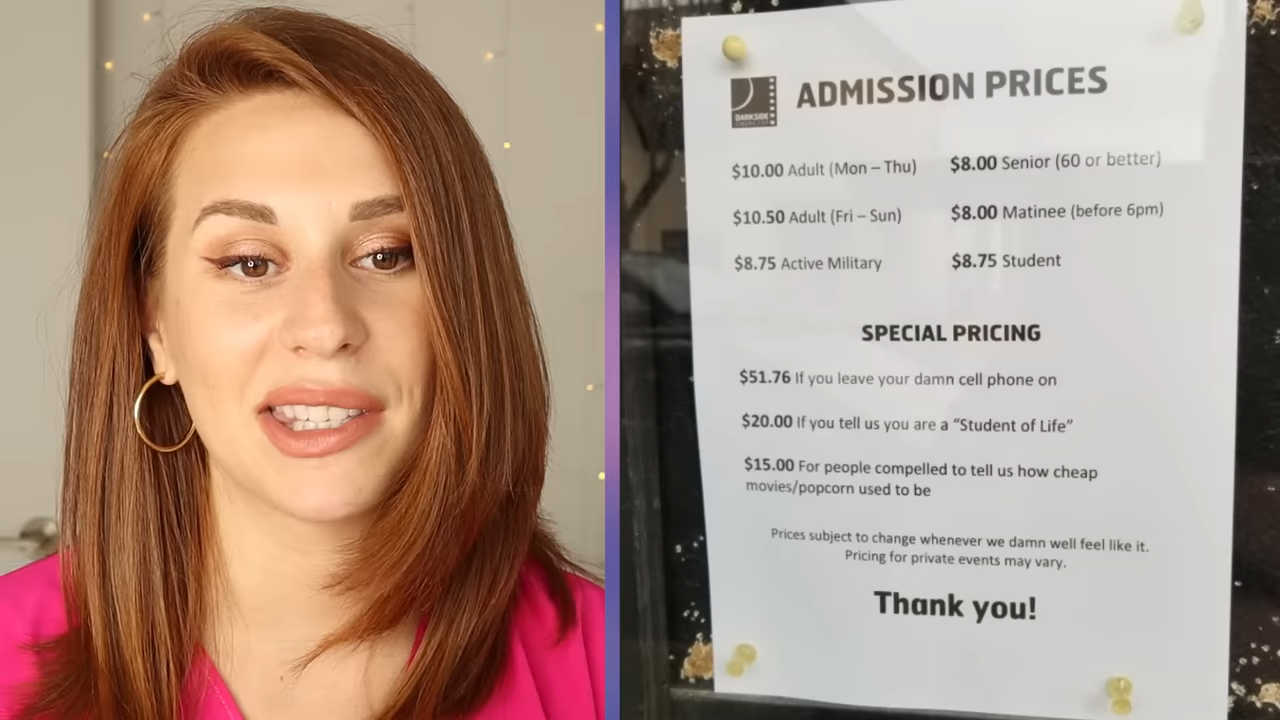 DARKSIDE
ADMISSION PRICES
$10.00 Adult (Mon – Thu)
$8.00 Senior (60 or better)
$10.50 Adult (Fri – Sun)
$8.00 Matinee (before 6pm)
$8.75 Active Military
$8.75 Student
SPECIAL PRICING
$51.76 If you leave your damn cell phone on
$20.00 If you tell us you are a “Student of Life”
$15.00 For people compelled to tell us how cheap
movies/popcorn used to be
Prices subject to change whenever we damn well feel like it.
Pricing for private events may vary.
Thank you!